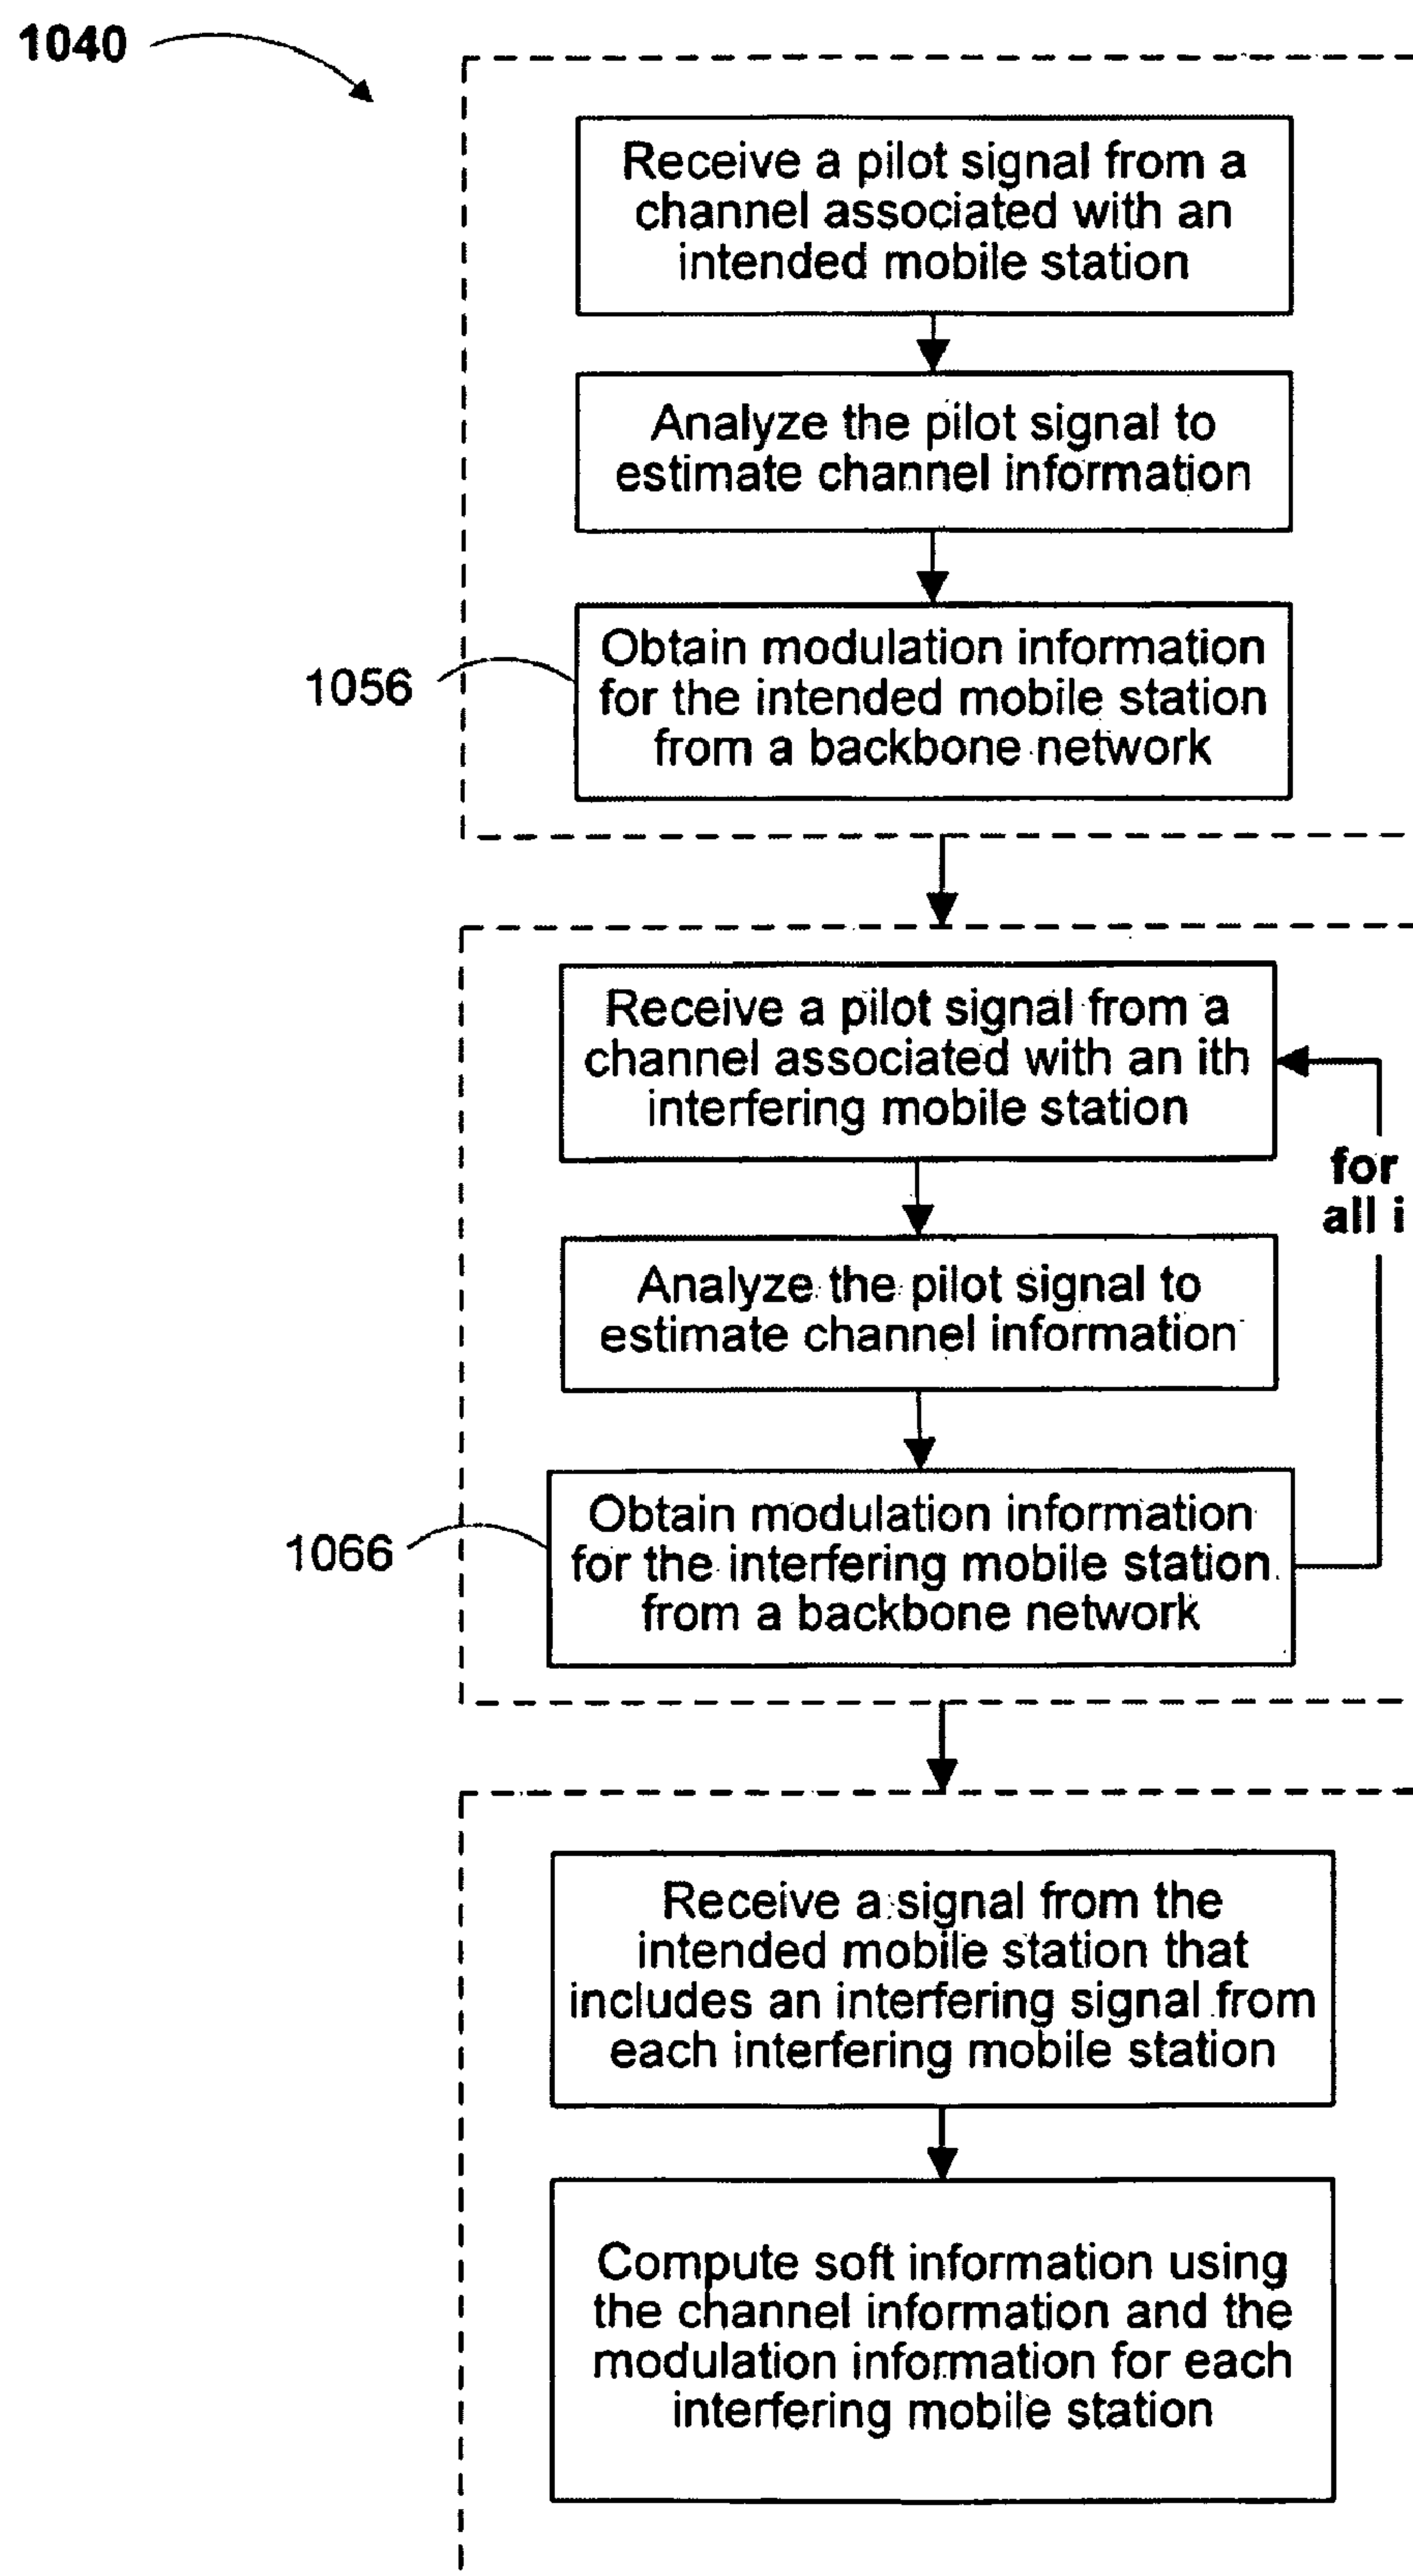 1040
Receive a pilot signal from a
channel associated with an
intended mobile station
Analyze the pilot signal to
estimate channel information
1056
Obtain modulation information
for the intended mobile station
from a backbone network
Receive a pilot signal from a
channel associated with an ith
interfering mobile station
for
all i
Analyze the pilot signal to
estimate channel information
1066
Obtain modulation information
for the interfering mobile station
from a backbone network
Receive a signal from the
intended mobile station that
includes an interfering signal from
each interfering mobile station
Compute soft information using
the channel information and the
modulation information for each
interfering mobile station